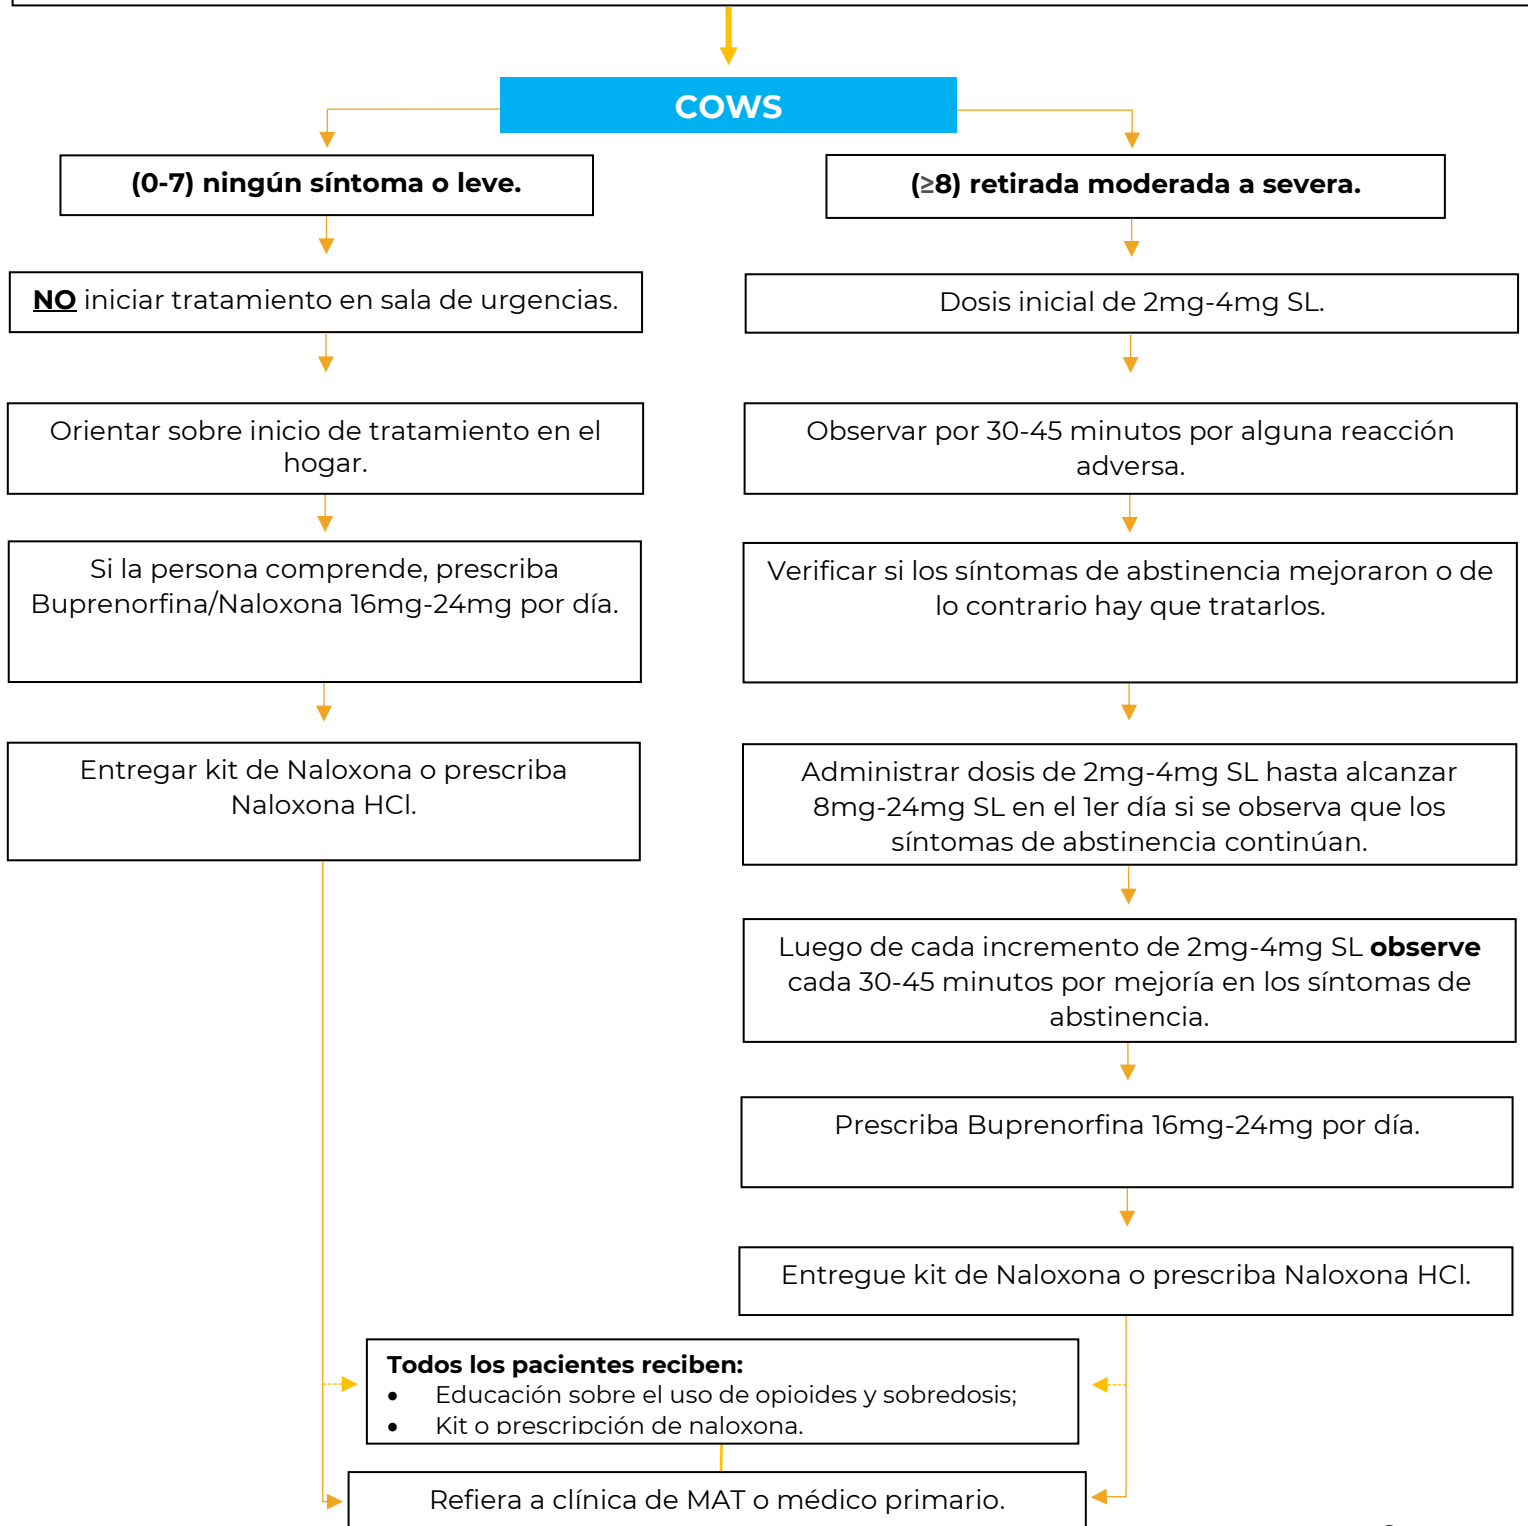 COWS
(0-7) ningún síntoma o leve.
NO iniciar tratamiento en sala de urgencias.
Orientar sobre inicio de tratamiento en el
hogar.
Si la persona comprende, prescriba
Buprenorfina/Naloxona 16mg-24mg por día.
Entregar kit de Naloxona o prescriba
Naloxona HCl.
(≥8) retirada moderada a severa.
Dosis inicial de 2mg-4mg SL.
Observar por 30-45 minutos por alguna reacción
adversa.
Verificar si los síntomas de abstinencia mejoraron o de
lo contrario hay que tratarlos.
Administrar dosis de 2mg-4mg SL hasta alcanzar
8mg-24mg SL en el 1er día si se observa que los
síntomas de abstinencia continúan.
Luego de cada incremento de 2mg-4mg SL observe
cada 30-45 minutos por mejoría en los síntomas de
abstinencia.
Prescriba Buprenorfina 16mg-24mg por día.
Entregue kit de Naloxona o prescriba Naloxona HCl.
Todos los pacientes reciben:
• Educación sobre el uso de opioides y sobredosis;
• Kit o prescripción de naloxona.
Refiera a clínica de MAT o médico primario.